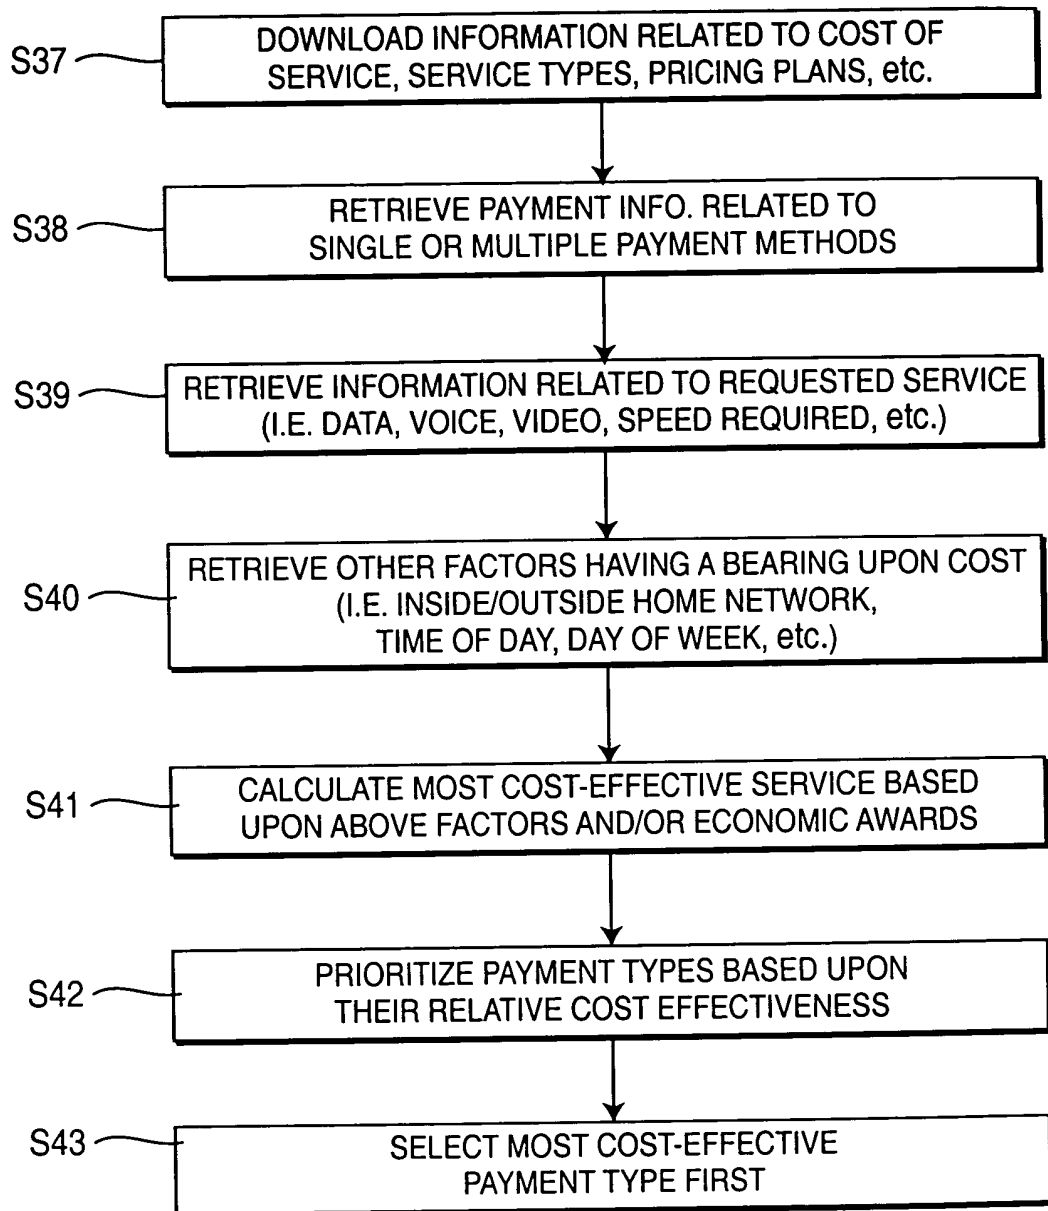 S37
DOWNLOAD INFORMATION RELATED TO COST OF
SERVICE, SERVICE TYPES, PRICING PLANS, etc.
S38
RETRIEVE PAYMENT INFO. RELATED TO
SINGLE OR MULTIPLE PAYMENT METHODS
S39
RETRIEVE INFORMATION RELATED TO REQUESTED SERVICE
(I.E. DATA, VOICE, VIDEO, SPEED REQUIRED, etc.)
S40
RETRIEVE OTHER FACTORS HAVING A BEARING UPON COST
(I.E. INSIDE/OUTSIDE HOME NETWORK,
TIME OF DAY, DAY OF WEEK, etc.)
S41
CALCULATE MOST COST-EFFECTIVE SERVICE BASED
UPON ABOVE FACTORS AND/OR ECONOMIC AWARDS
S42
PRIORITIZE PAYMENT TYPES BASED UPON
THEIR RELATIVE COST EFFECTIVENESS
S43
SELECT MOST COST-EFFECTIVE
PAYMENT TYPE FIRST